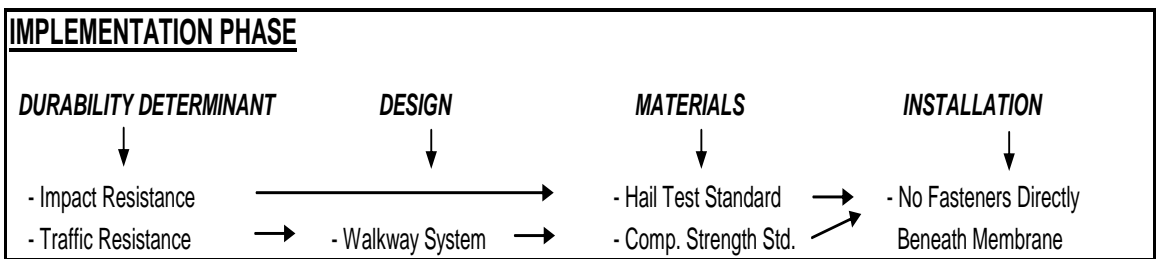 IMPLEMENTATION PHASE
DURABILITY DETERMINANT DESIGN MATERIALS INSTALLATION
- Impact Resistance - Hail Test Standard - No Fasteners Directly
- Traffic Resistance - Walkway System - Comp. Strength Std. Beneath Membrane